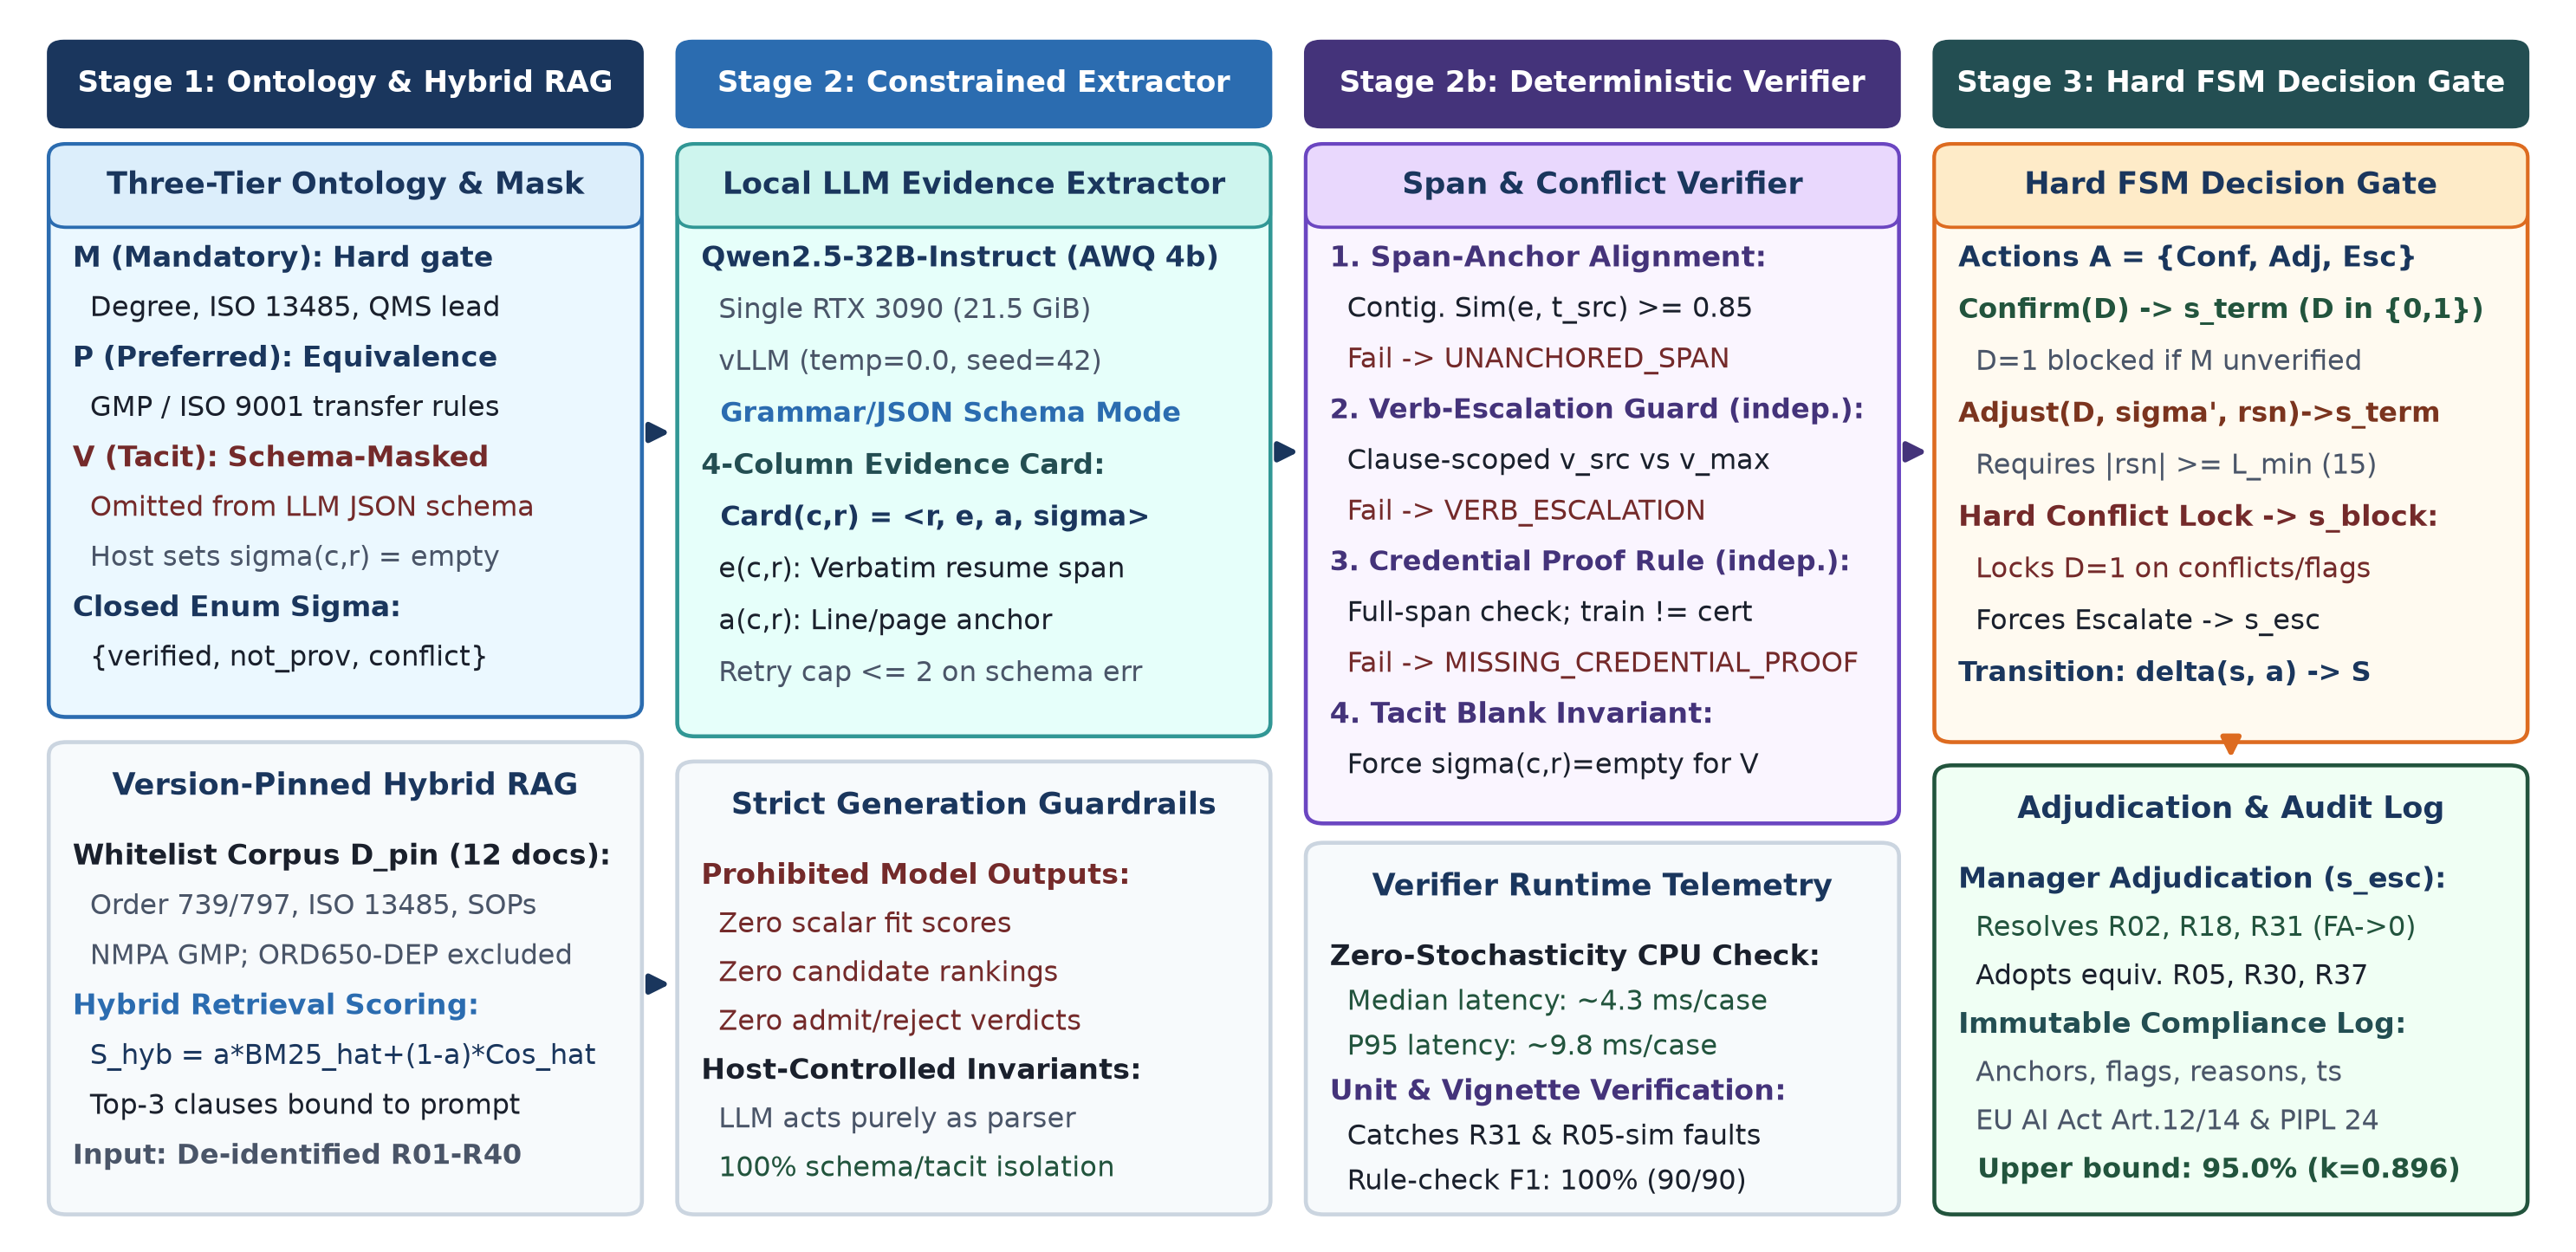 Stage 1: Ontology & Hybrid RAG
Three-Tier Ontology & Mask
M (Mandatory): Hard gate
Degree, ISO 13485, QMS lead
P (Preferred): Equivalence
GMP / ISO 9001 transfer rules
V (Tacit): Schema-Masked
Omitted from LLM JSON schema
Host sets sigma(c,r) = empty
Closed Enum Sigma:
{verified, not_prov, conflict}
Version-Pinned Hybrid RAG
Whitelist Corpus D_pin (12 docs):
Order 739/797, ISO 13485, SOPs
NMPA GMP; ORD650-DEP excluded
Hybrid Retrieval Scoring:
S_hyb = a*BM25_hat+(1-a)*Cos_hat
Top-3 clauses bound to prompt
Input: De-identified R01-R40
Stage 2: Constrained Extractor
Local LLM Evidence Extractor
Qwen2.5-32B-Instruct (AWQ 4b)
Single RTX 3090 (21.5 GiB)
vLLM (temp=0.0, seed=42)
Grammar/JSON Schema Mode
4-Column Evidence Card:
Card(c,r) = <r, e, a, sigma>
e(c,r): Verbatim resume span
a(c,r): Line/page anchor
Retry cap <= 2 on schema err
Strict Generation Guardrails
Prohibited Model Outputs:
Zero scalar fit scores
Zero candidate rankings
Zero admit/reject verdicts
Host-Controlled Invariants:
LLM acts purely as parser
100% schema/tacit isolation
Stage 2b: Deterministic Verifier
Span & Conflict Verifier
1. Span-Anchor Alignment:
Contig. Sim(e, t_src) >= 0.85
Fail -> UNANCHORED_SPAN
2. Verb-Escalation Guard (indep.):
Clause-scoped v_src vs v_max
Fail -> VERB_ESCALATION
3. Credential Proof Rule (indep.):
Full-span check; train != cert
Fail -> MISSING_CREDENTIAL_PROOF
4. Tacit Blank Invariant:
Force sigma(c,r)=empty for V
Verifier Runtime Telemetry
Zero-Stochasticity CPU Check:
Median latency: ~4.3 ms/case
P95 latency: ~9.8 ms/case
Unit & Vignette Verification:
Catches R31 & R05-sim faults
Rule-check F1: 100% (90/90)
Stage 3: Hard FSM Decision Gate
Hard FSM Decision Gate
Actions A = {Conf, Adj, Esc}
Confirm(D) -> s_term (D in {0,1})
D=1 blocked if M unverified
Adjust(D, sigma', rsn)->s_term
Requires |rsn| >= L_min (15)
Hard Conflict Lock -> s_block:
Locks D=1 on conflicts/flags
Forces Escalate -> s_esc
Transition: delta(s, a) -> S
Adjudication & Audit Log
Manager Adjudication (s_esc):
Resolves R02, R18, R31 (FA->0)
Adopts equiv. R05, R30, R37
Immutable Compliance Log:
Anchors, flags, reasons, ts
EU AI Act Art.12/14 & PIPL 24
Upper bound: 95.0% (k=0.896)